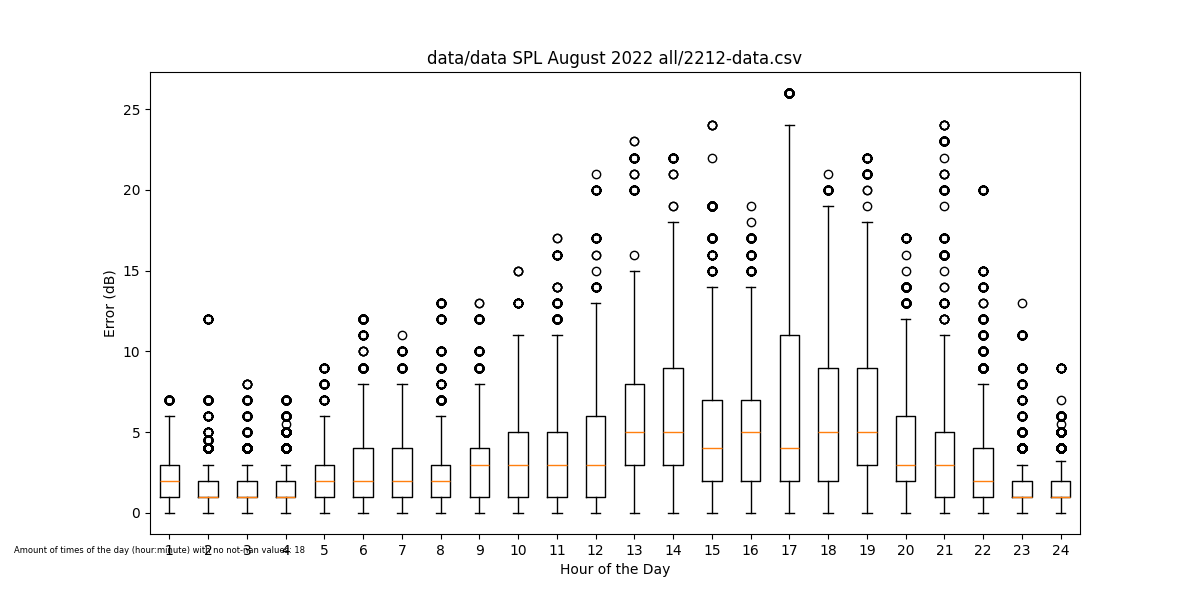 data/data SPL August 2022 all/2212-data.csv
Error (dB)
25
20
15
10
5
0
1 2 3 4 5 6 7 8 9 10 11 12 13 14 15 16 17 18 19 20 21 22 23 24
Amount of times of the day (hour:minute) with no not-nan values: 18
Hour of the Day